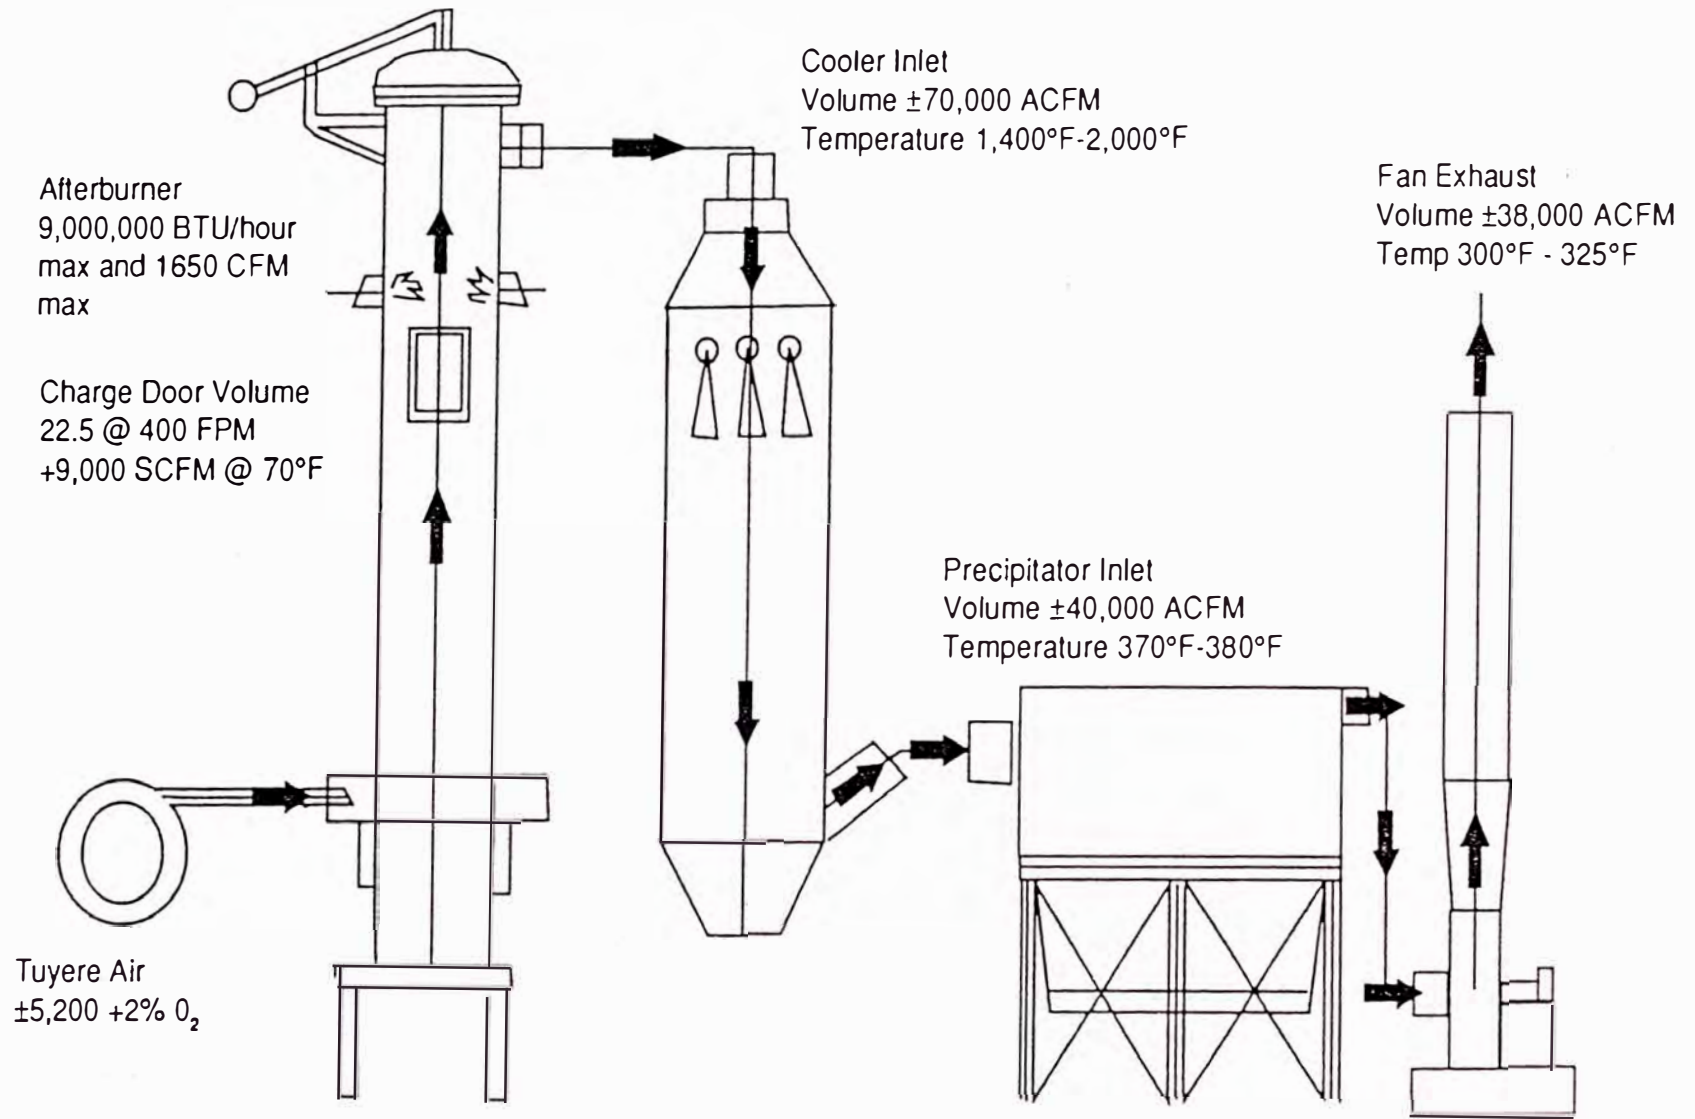 Cooler Inlet
Volume ±70,000 ACFM
Temperature 1,400°F-2,000°F
Fan Exhaust
Volume ±38,000 ACFM
Temp 300°F - 325°F
Afterburner
9,000,000 BTU/hour
max and 1650 CFM
max
Charge Door Volume
22.5 @ 400 FPM
+9,000 SCFM @ 70°F
Precipitator Inlet
Volume ±40,000 ACFM
Temperature 370°F-380°F
Tuyere Air
±5,200 +2% 0₂